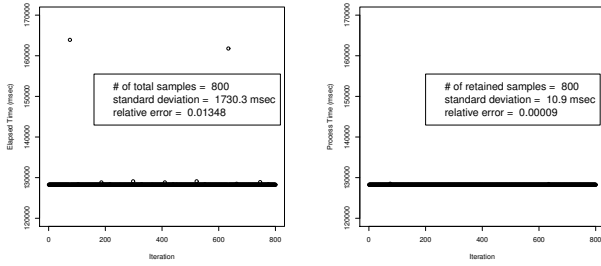 170000
160000
150000
140000
130000
120000
Elapsed Time (msec)
# of total samples = 800
standard deviation = 1730.3 msec
relative error = 0.01348
0
200
400
600
800
Iteration
170000
160000
150000
140000
130000
120000
Process Time (msec)
# of retained samples = 800
standard deviation = 10.9 msec
relative error = 0.00009
0
200
400
600
800
Iteration